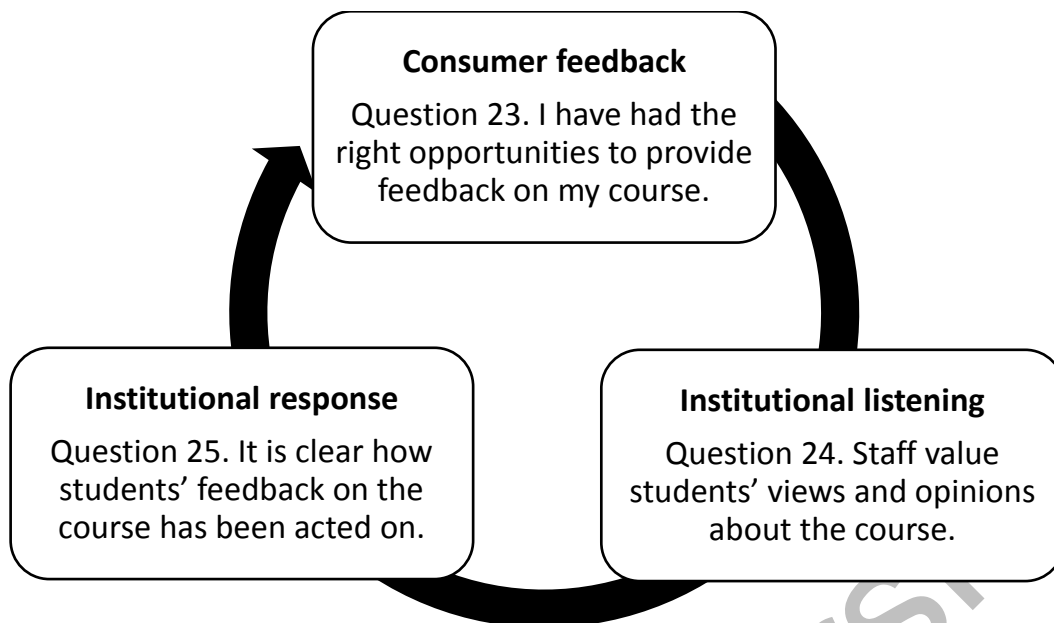 Consumer feedback
Question 23. I have had the
right opportunities to provide
feedback on my course.
Institutional response
Question 25. It is clear how
students’ feedback on the
course has been acted on.
Institutional listening
Question 24. Staff value
students’ views and opinions
about the course.